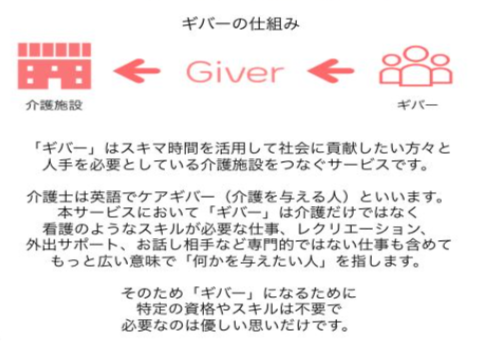 ギバーの仕組み
Giver
介護施設
ギバー
「ギバー」はスキマ時間を活用して社会に貢献したい方々と
人手を必要としている介護施設をつなぐサービスです。
介護士は英語でケアギバー（介護を与える人）といいます。
本サービスにおいて「ギバー」は介護だけではなく
看護のようなスキルが必要な仕事、レクリエーション、
外出サポート、お話し相手など専門的ではない仕事も含めて
もっと広い意味で「何かを与えたい人」を指します。
そのため「ギバー」になるために
特定の資格やスキルは不要で
必要なのは優しい思いだけです。